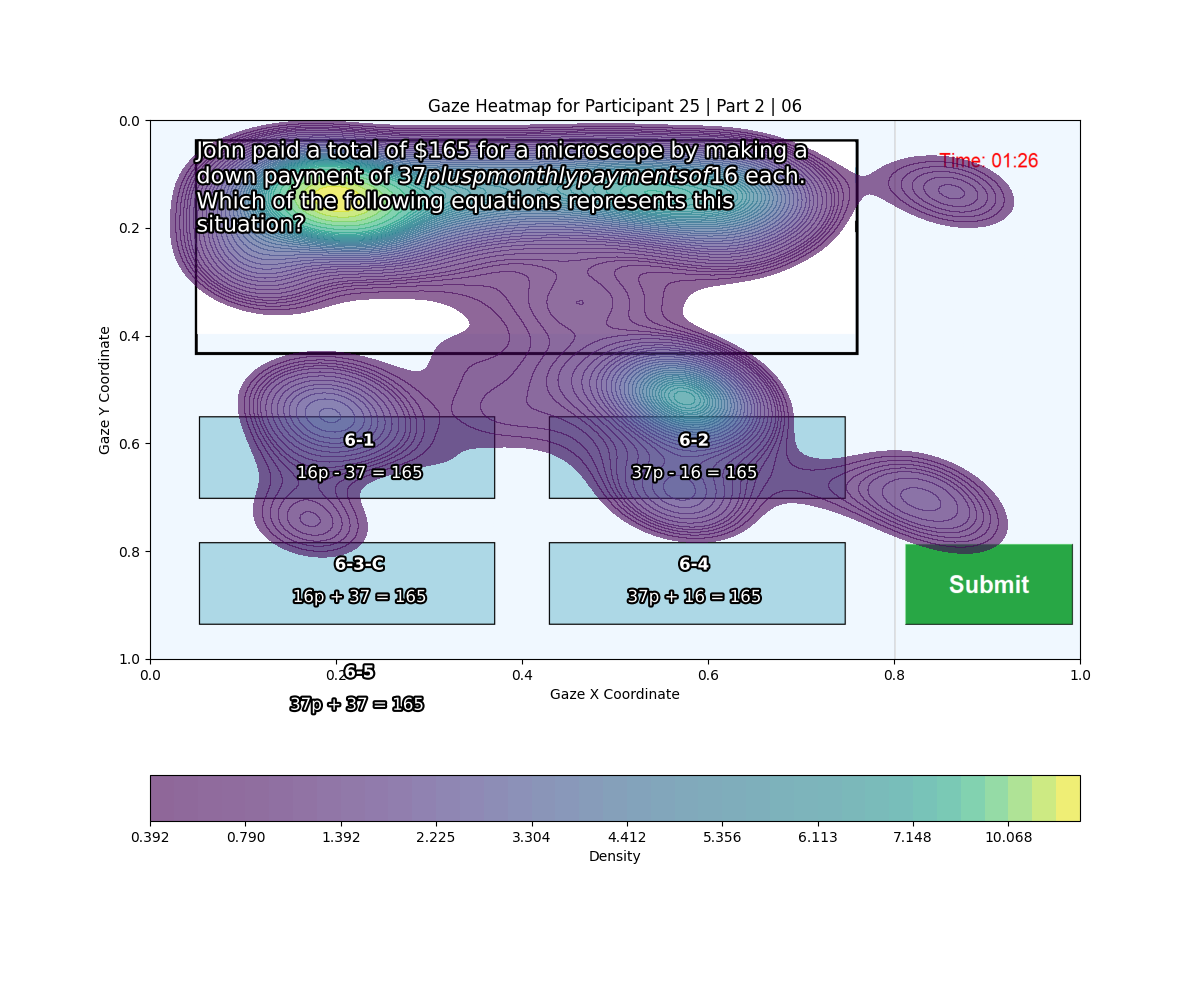 Gaze Heatmap for Participant 25 | Part 2 | 06
John paid a total of $165 for a microscope by making a
down payment of 37pluspmonthlypaymentsof16 each.
Which of the following equations represents this
situation?
Time: 01:26
0.0
0.2
0.4
0.6
0.8
1.0
Gaze Y Coordinate
6-1
16p - 37 = 165
6-2
37p - 16 = 165
6-3-C
16p + 37 = 165
6-4
37p + 16 = 165
Submit
6-5
37p + 37 = 165
0.0 0.2 0.4 0.6 0.8 1.0
Gaze X Coordinate
0.392 0.790 1.392 2.225 3.304 4.412 5.356 6.113 7.148 10.068
Density